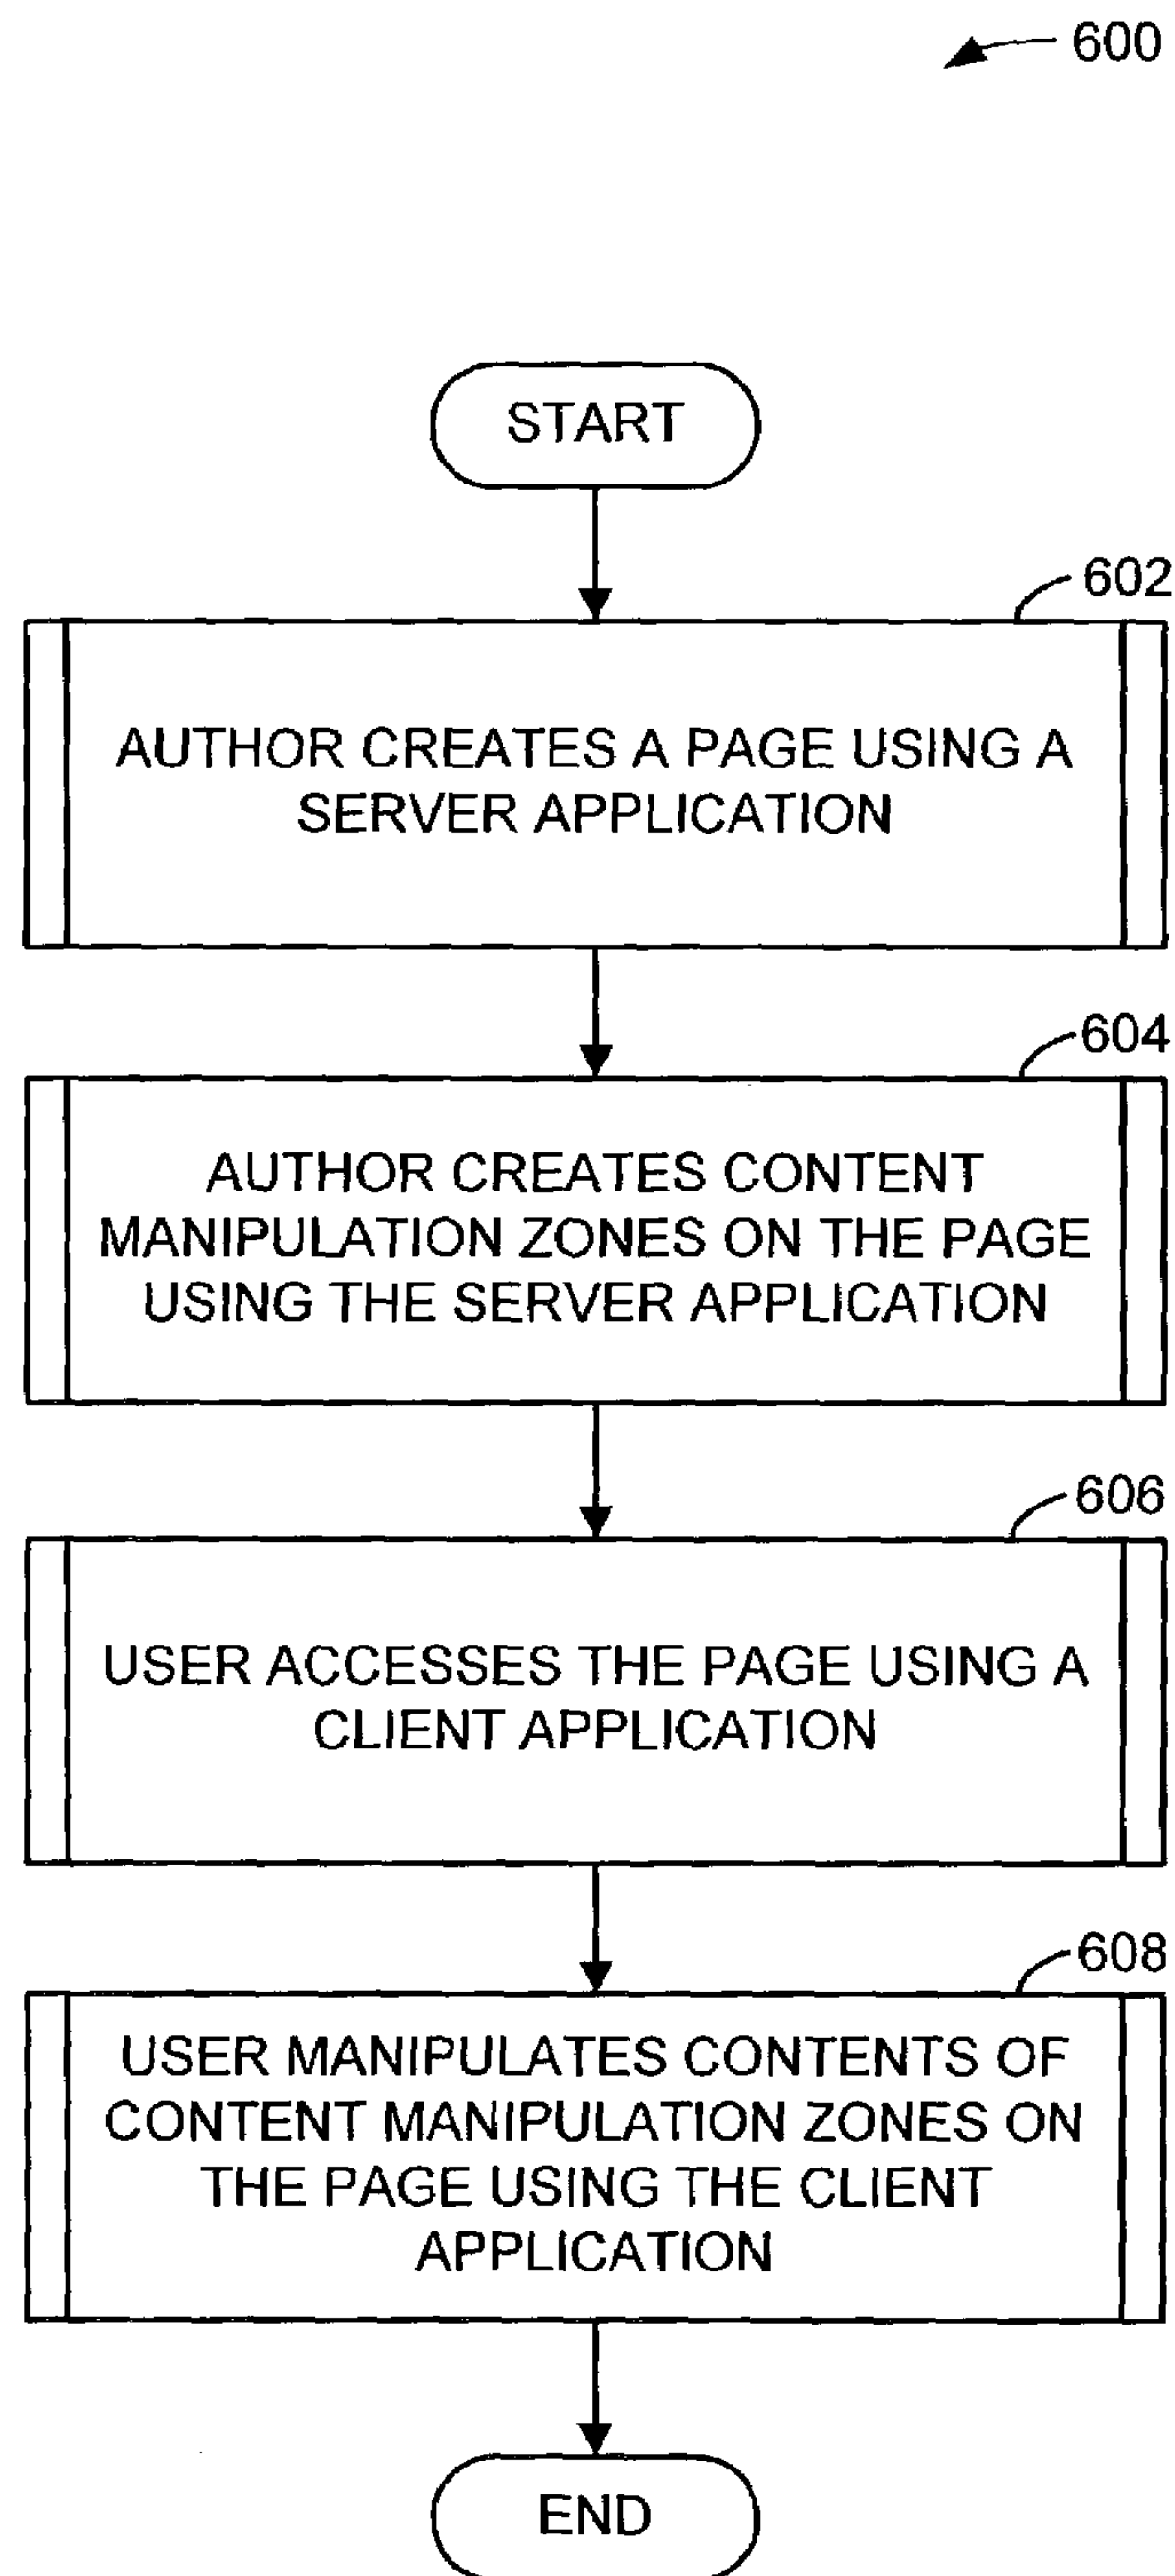 600
START
602
AUTHOR CREATES A PAGE USING A
SERVER APPLICATION
604
AUTHOR CREATES CONTENT
MANIPULATION ZONES ON THE PAGE
USING THE SERVER APPLICATION
606
USER ACCESSES THE PAGE USING A
CLIENT APPLICATION
608
USER MANIPULATES CONTENTS OF
CONTENT MANIPULATION ZONES ON
THE PAGE USING THE CLIENT
APPLICATION
END